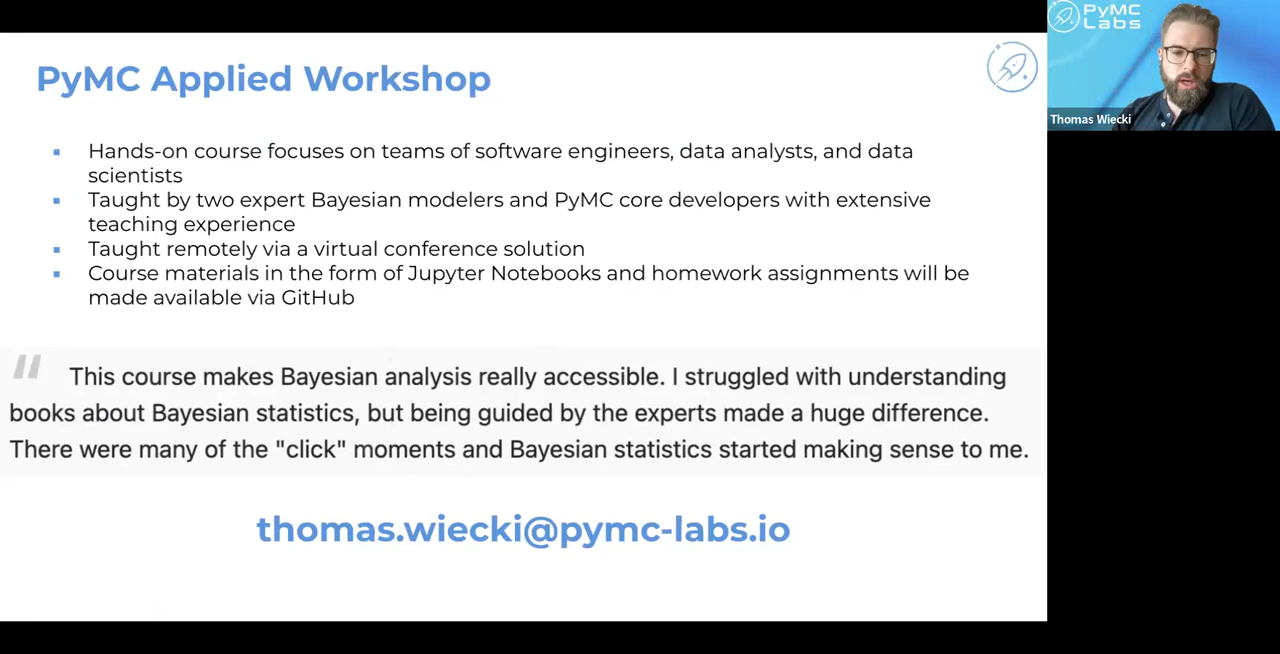 PyMC Applied Workshop
Hands-on course focuses on teams of software engineers, data analysts, and data
scientists
Taught by two expert Bayesian modelers and PyMC core developers with extensive
teaching experience
Taught remotely via a virtual conference solution
Course materials in the form of Jupyter Notebooks and homework assignments will be
made available via GitHub
" This course makes Bayesian analysis really accessible. I struggled with understanding
books about Bayesian statistics, but being guided by the experts made a huge difference.
There were many of the "click" moments and Bayesian statistics started making sense to me.
thomas.wiecki@pymc-labs.io
PyMC
Labs
Thomas Wiecki